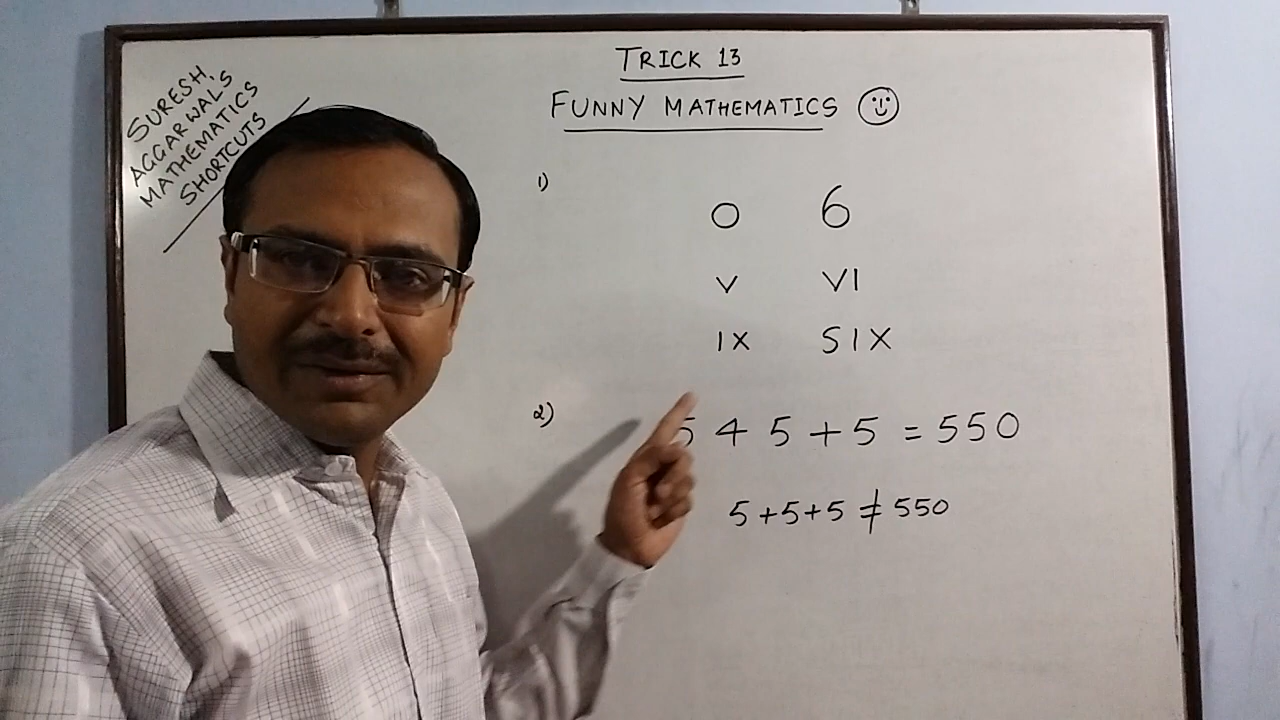 TRICK 13
FUNNY MATHEMATICS
SURESH
AGGARWAL'S
MATHEMATICS
SHORTCUTS
1)
0 6
V VI
IX SIX
2) 5 4 5 + 5 = 550
5+5+5 ≠ 550